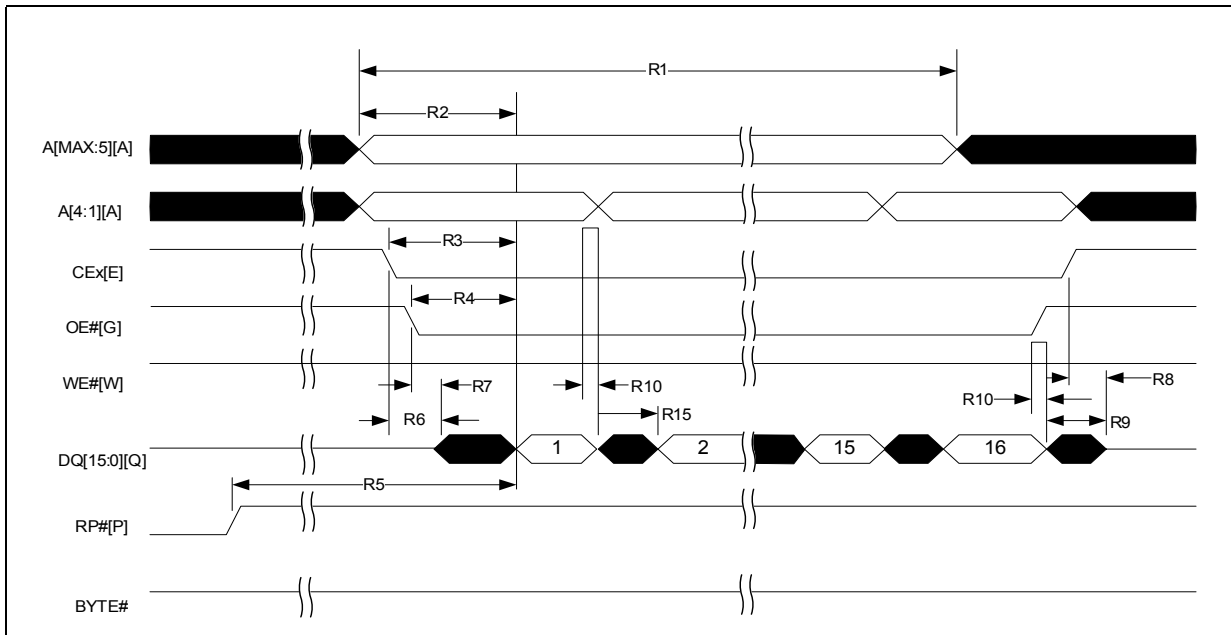 R1
R2
A[MAX:5][A]
A[4:1][A]
R3
CEx[E]
R4
OE#[G]
WE#[W]
R7
R10
R8
R10
R6
R15
R9
DQ[15:0][Q]
1
2
15
16
R5
RP#[P]
BYTE#